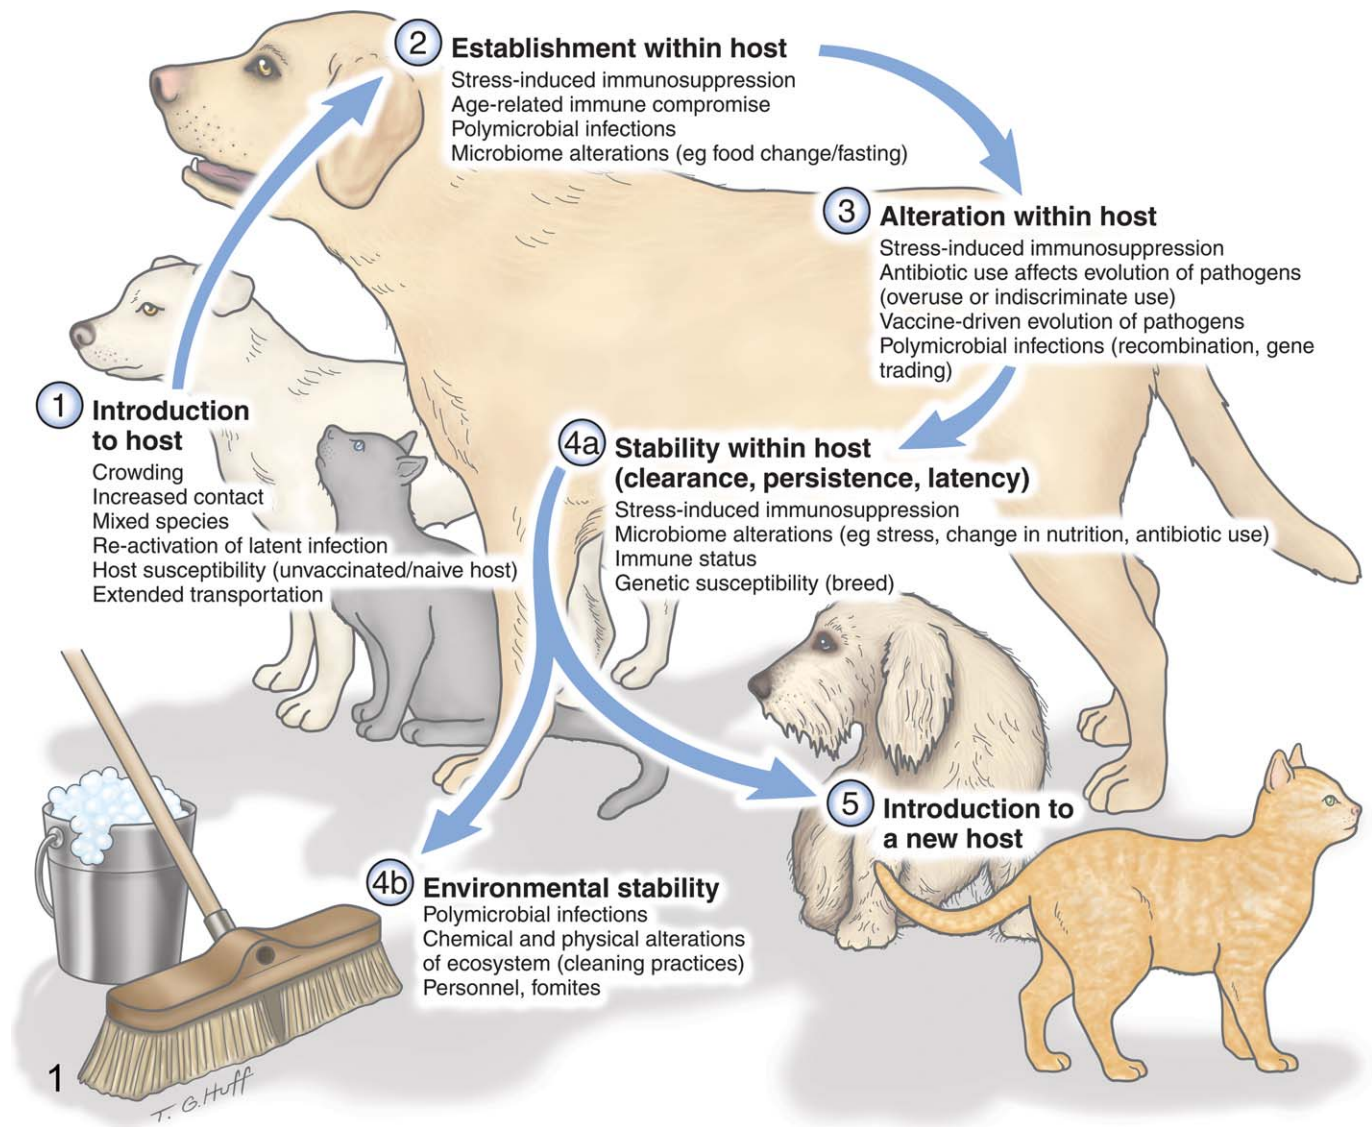 2 Establishment within host
Stress-induced immunosuppression
Age-related immune compromise
Polymicrobial infections
Microbiome alterations (eg food change/fasting)
3 Alteration within host
Stress-induced immunosuppression
Antibiotic use affects evolution of pathogens
(overuse or indiscriminate use)
Vaccine-driven evolution of pathogens
Polymicrobial infections (recombination, gene
trading)
1 Introduction
to host
Crowding
Increased contact
Mixed species
Re-activation of latent infection
Host susceptibility (unvaccinated/naive host)
Extended transportation
4a Stability within host
(clearance, persistence, latency)
Stress-induced immunosuppression
Microbiome alterations (eg stress, change in nutrition, antibiotic use)
Immune status
Genetic susceptibility (breed)
5 Introduction to
a new host
4b Environmental stability
Polymicrobial infections
Chemical and physical alterations
of ecosystem (cleaning practices)
Personnel, fomites
1
T. G. Huff